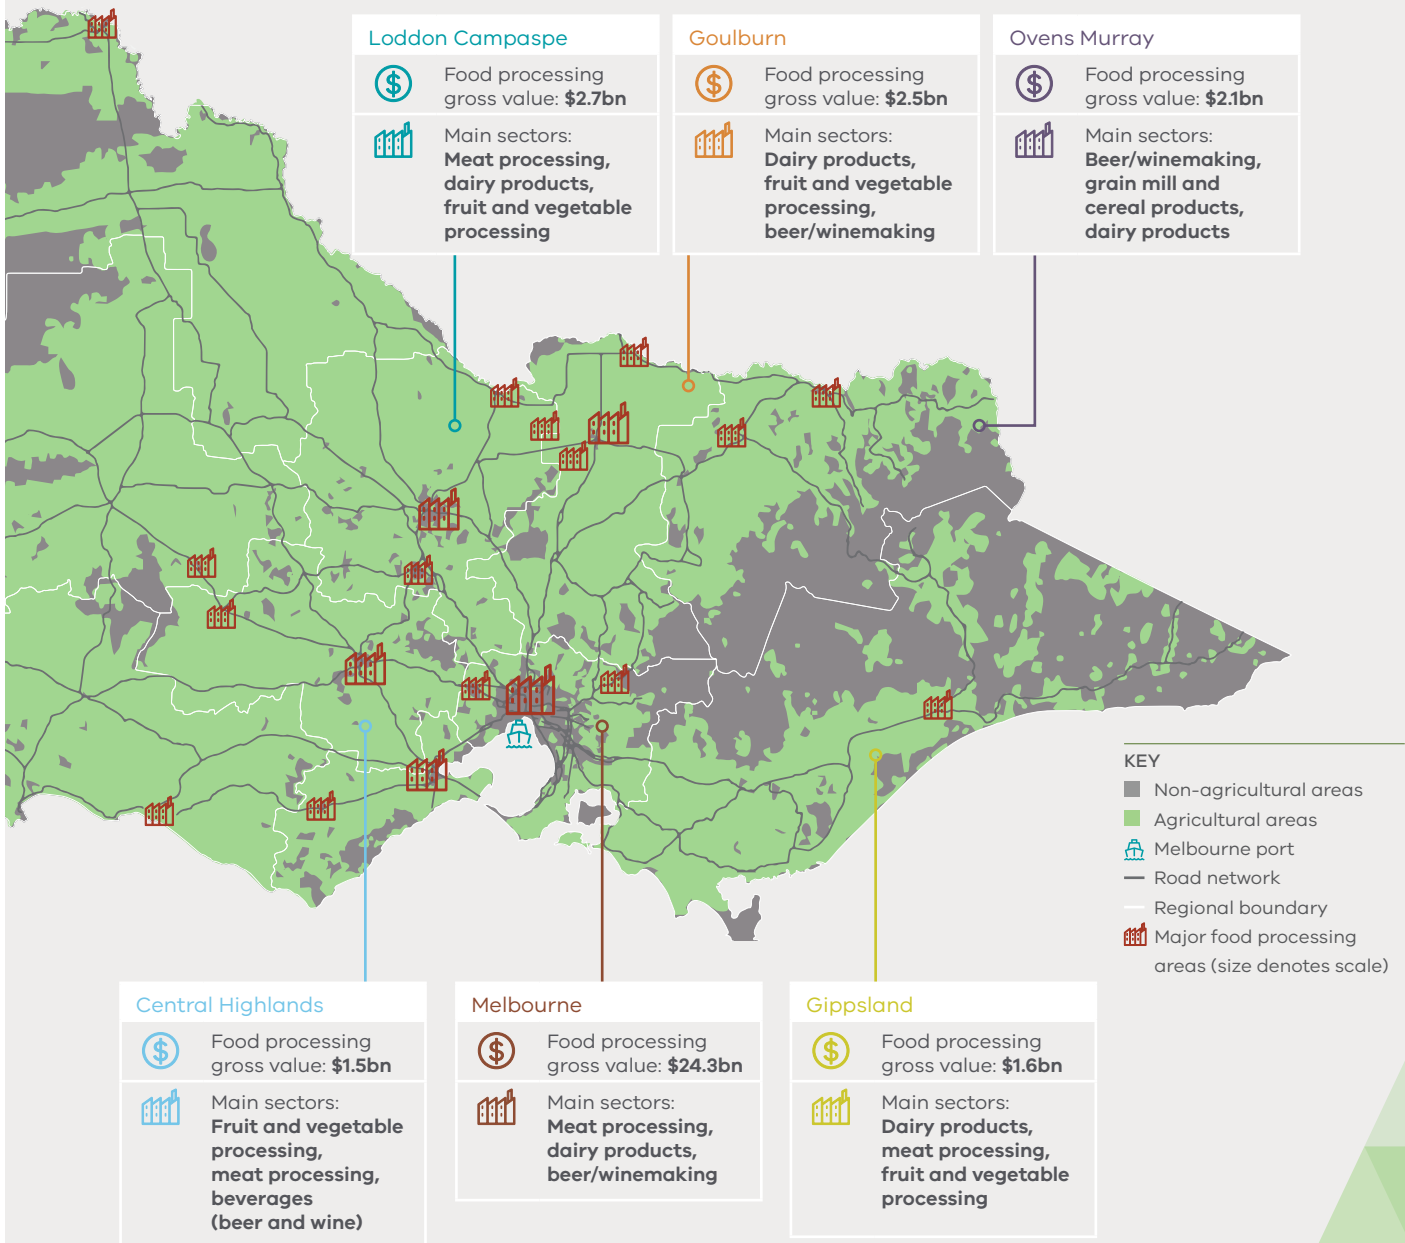 Loddon Campaspe
Food processing
gross value: $2.7bn
Main sectors:
Meat processing,
dairy products,
fruit and vegetable
processing
Goulburn
Food processing
gross value: $2.5bn
Main sectors:
Dairy products,
fruit and vegetable
processing,
beer/winemaking
Ovens Murray
Food processing
gross value: $2.1bn
Main sectors:
Beer/winemaking,
grain mill and
cereal products,
dairy products
KEY
Non-agricultural areas
Agricultural areas
Melbourne port
Road network
Regional boundary
Major food processing
areas (size denotes scale)
Central Highlands
Food processing
gross value: $1.5bn
Main sectors:
Fruit and vegetable
processing,
meat processing,
beverages
(beer and wine)
Melbourne
Food processing
gross value: $24.3bn
Main sectors:
Meat processing,
dairy products,
beer/winemaking
Gippsland
Food processing
gross value: $1.6bn
Main sectors:
Dairy products,
meat processing,
fruit and vegetable
processing